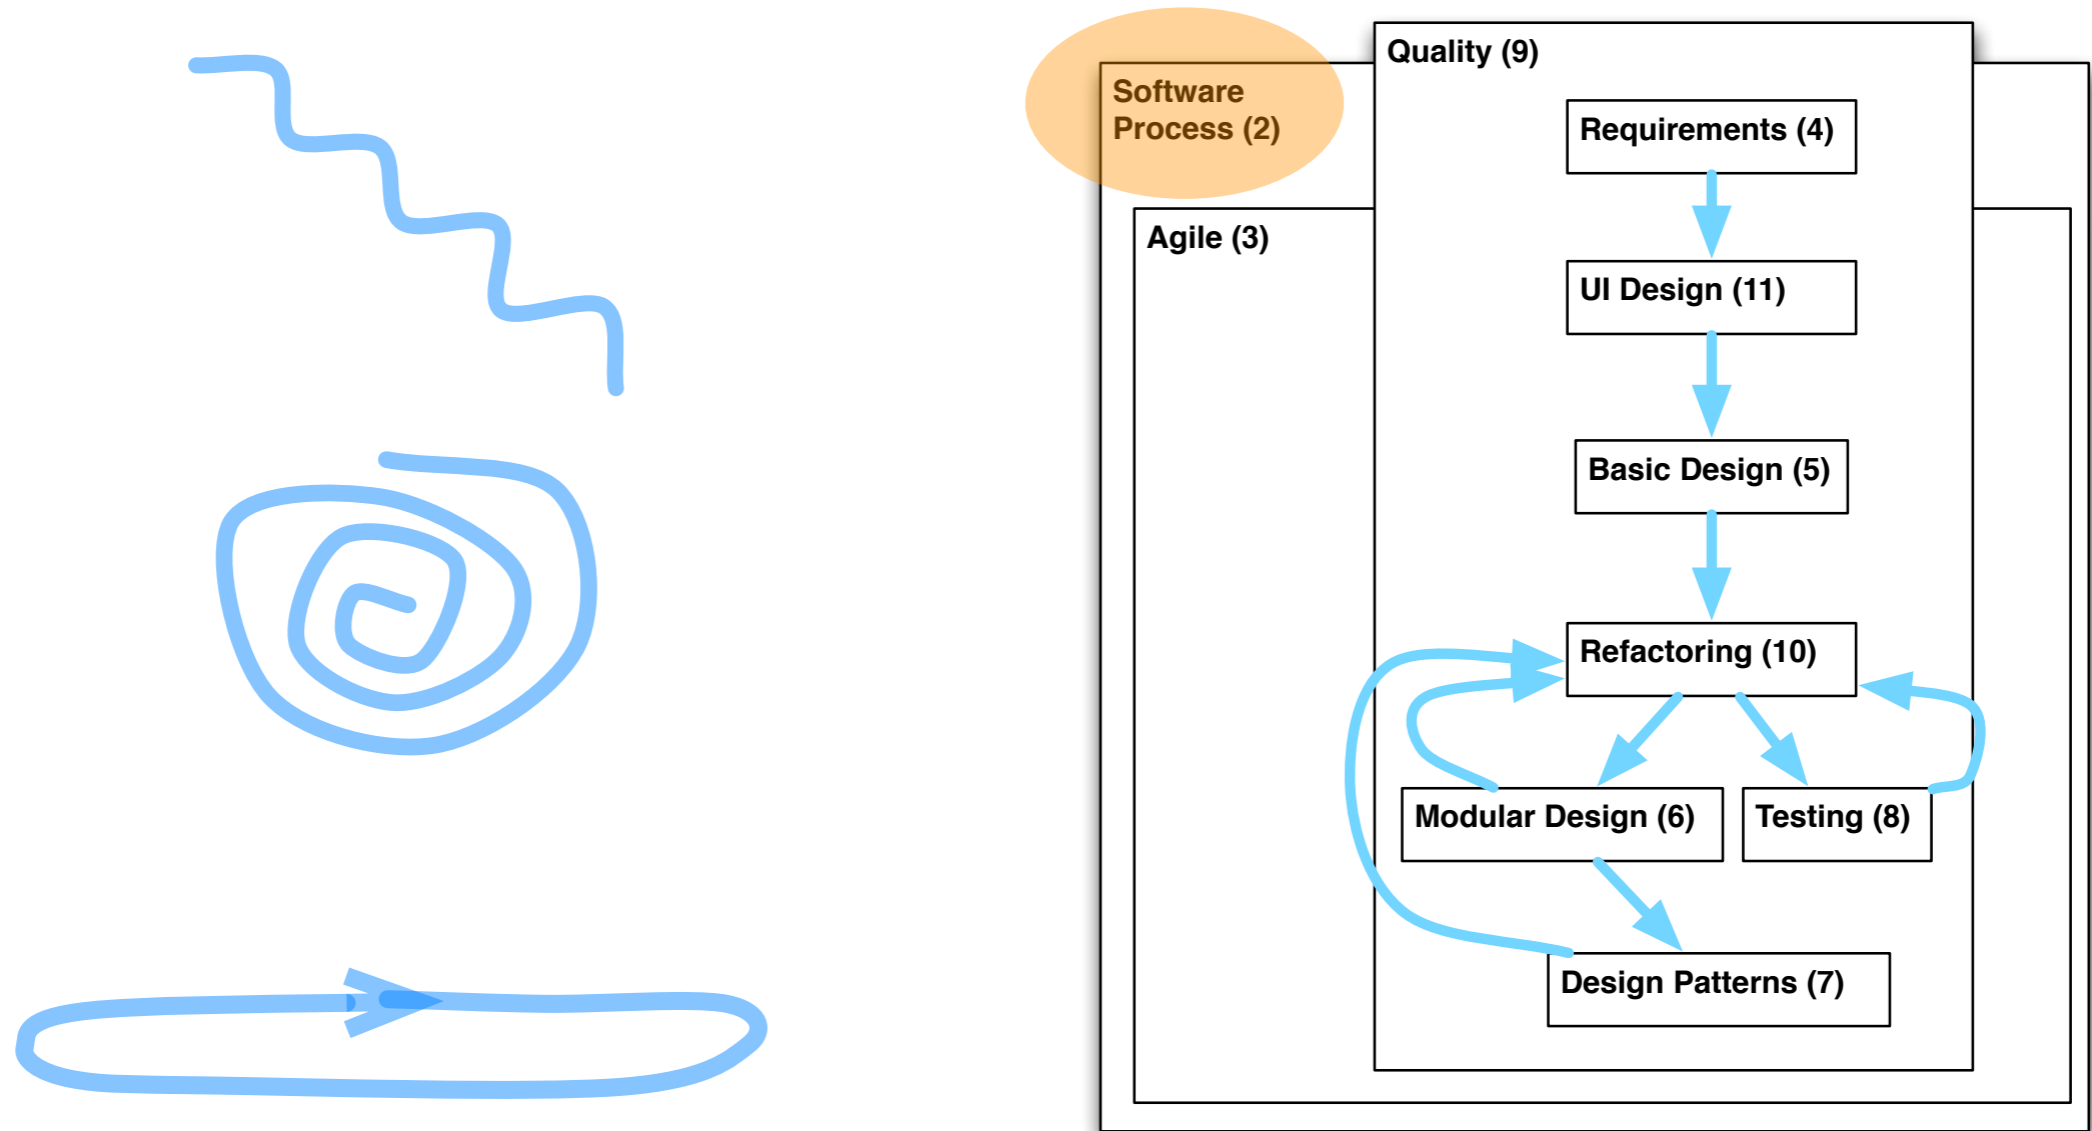 Quality (9)
Software
Process (2)
Requirements (4)
Agile (3)
UI Design (11)
Basic Design (5)
Refactoring (10)
Modular Design (6)
Testing (8)
Design Patterns (7)